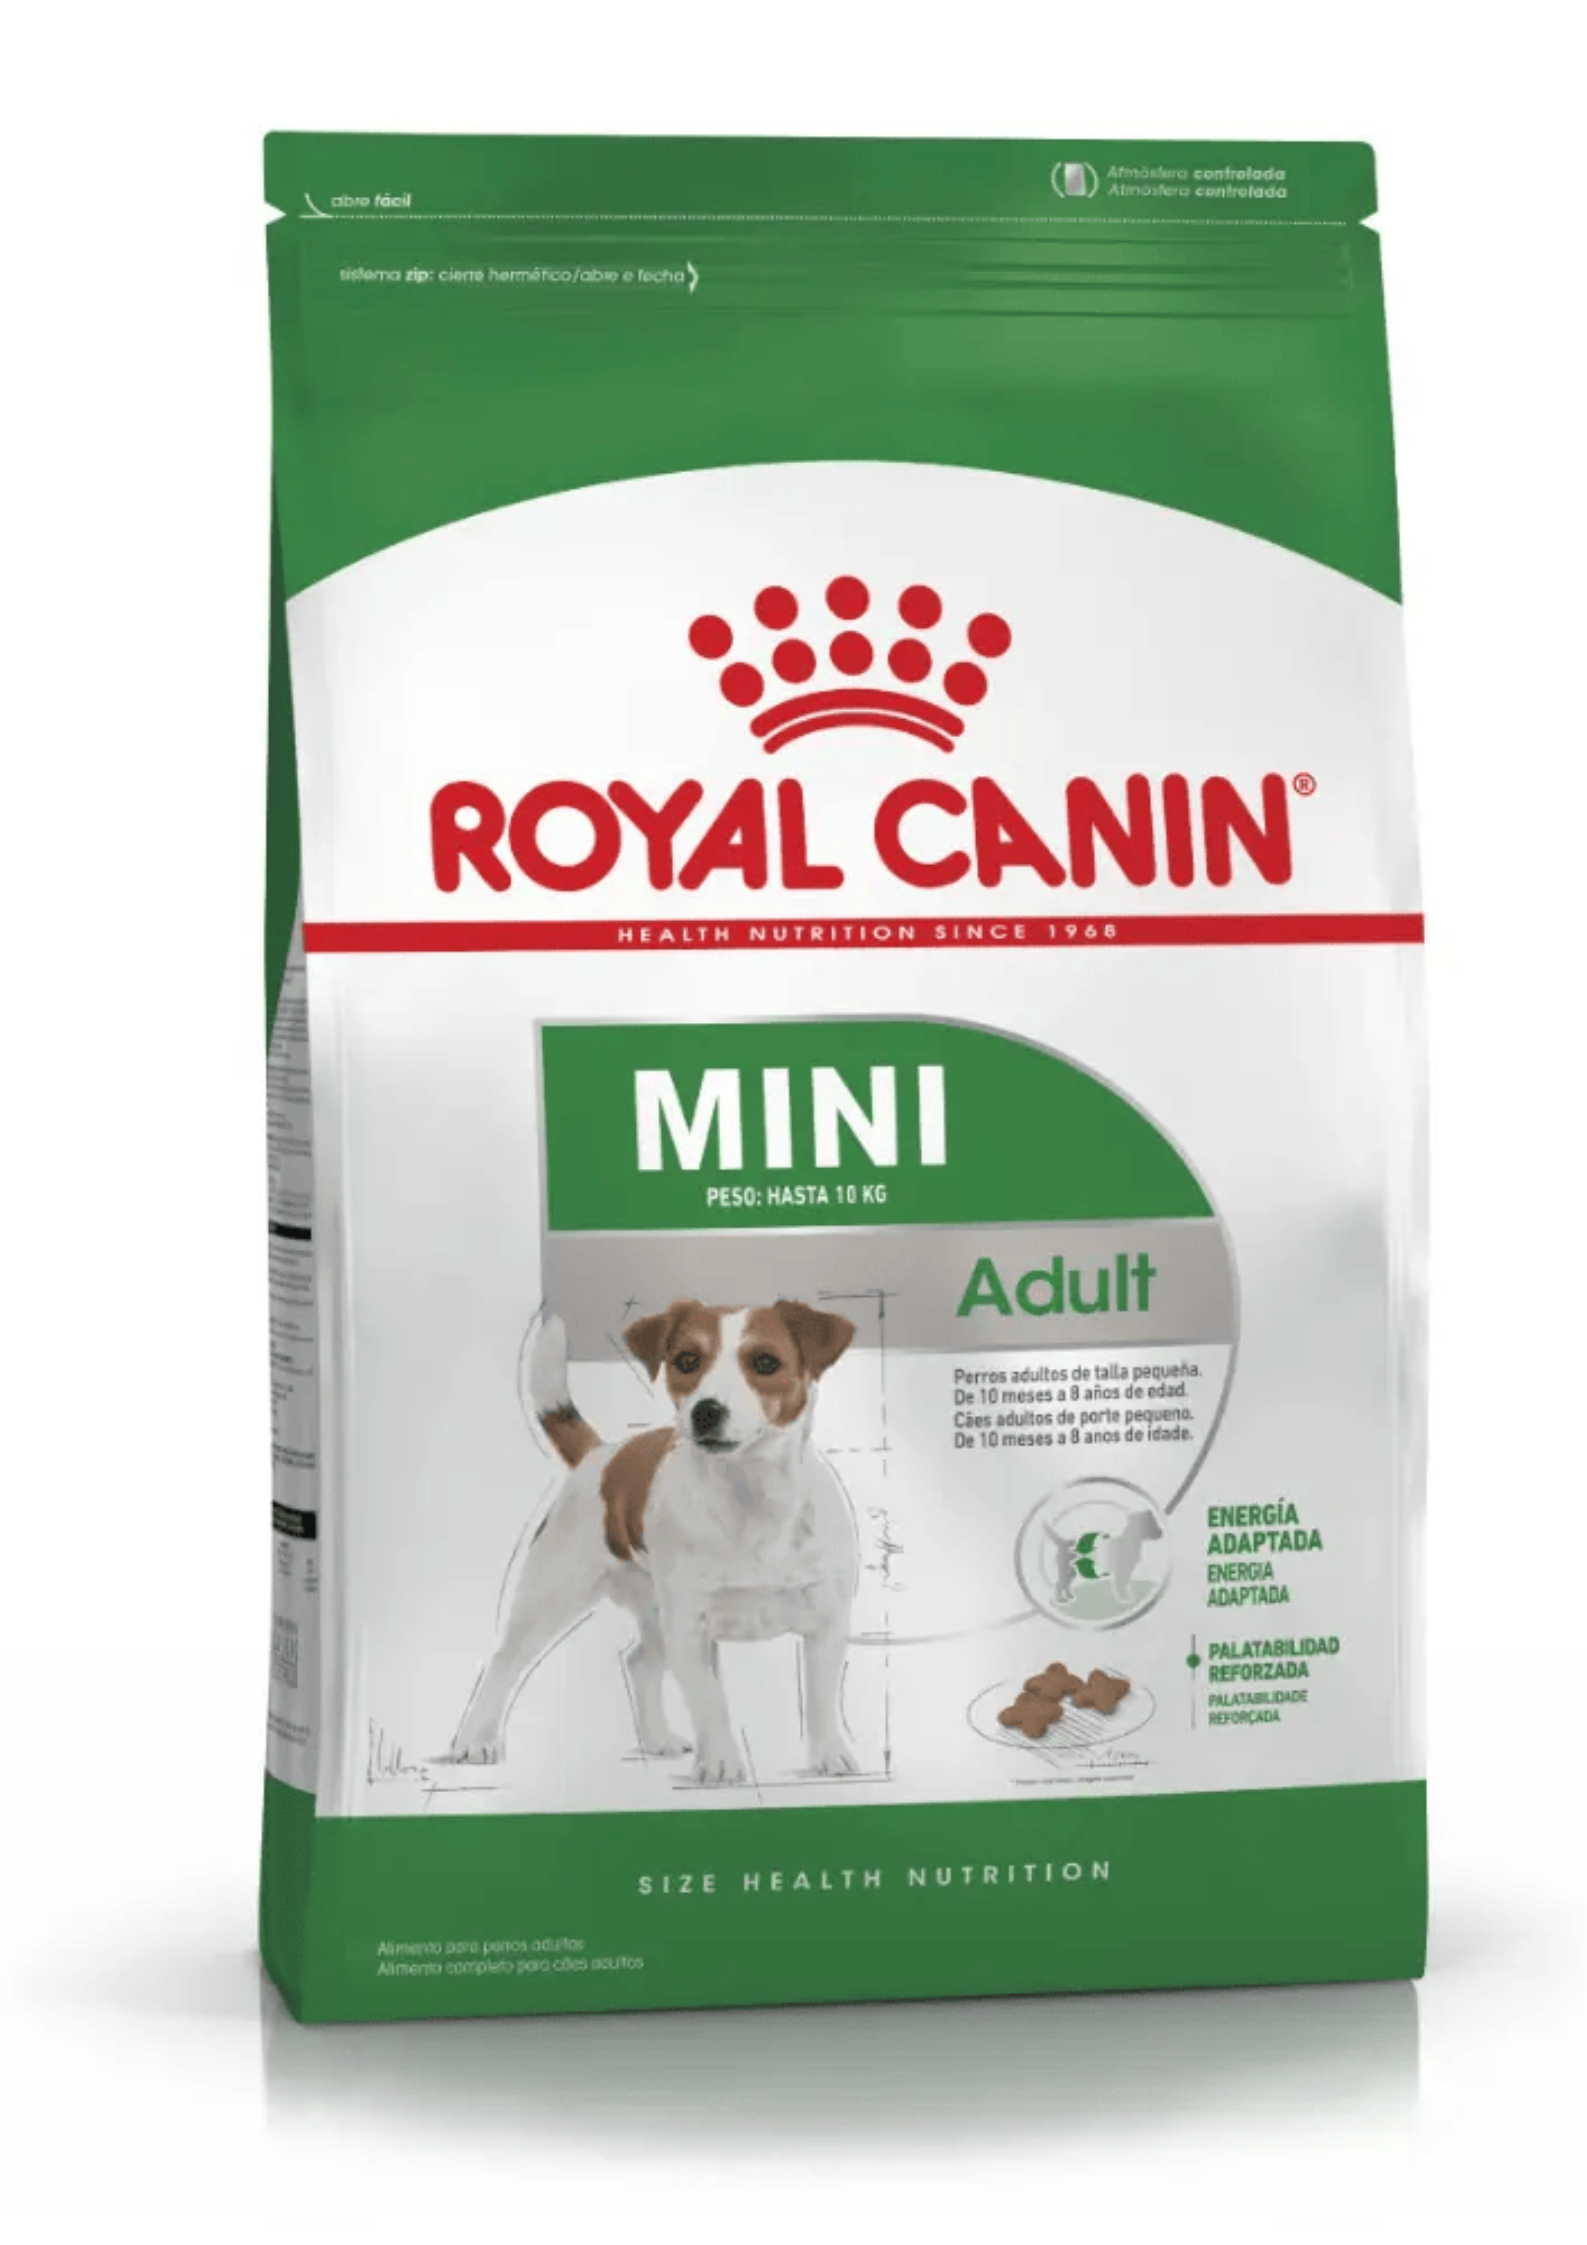 abre fácil
Atmósfera controlada
Atmosfera controlada
sistema zip: cierre hermético/abre e fecha
ROYAL CANIN®
HEALTH NUTRITION SINCE 1968
MINI
PESO: HASTA 10 KG
Adult
Perros adultos de talla pequeña.
De 10 meses a 8 años de edad.
Cães adultos de porte pequeno.
De 10 meses a 8 anos de idade.
ENERGÍA
ADAPTADA
ENERGIA
ADAPTADA
PALATABILIDAD
REFORZADA
PALATABILIDADE
REFORÇADA
SIZE HEALTH NUTRITION
Alimento para perros adultos
Alimento completo para cães adultos